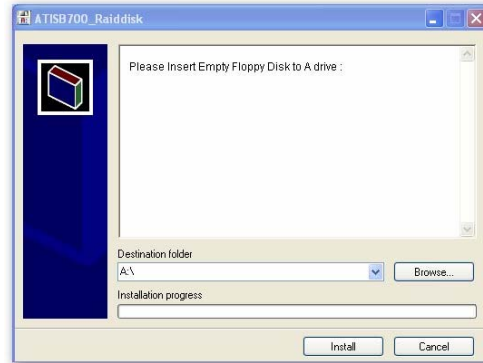 ATISB700_Raiddisk
Please Insert Empty Floppy Disk to A drive :
Destination folder
A:\
Browse...
Installation progress
Install
Cancel